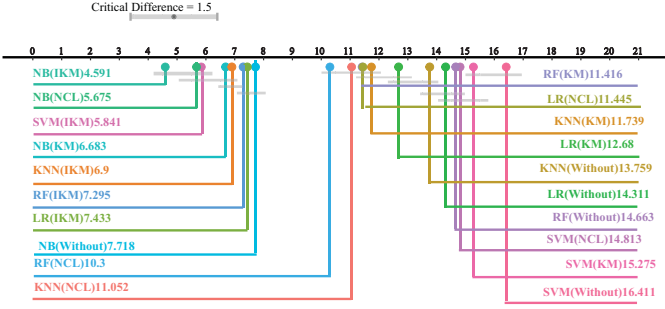 Critical Difference = 1.5
0 1 2 3 4 5 6 7 8 9 10 11 12 13 14 15 16 17 18 19 20 21
NB(IKM)4.591
NB(NCL)5.675
SVM(IKM)5.841
NB(KM)6.683
KNN(IKM)6.9
RF(IKM)7.295
LR(IKM)7.433
NB(Without)7.718
RF(NCL)10.3
KNN(NCL)11.052
RF(KM)11.416
LR(NCL)11.445
KNN(KM)11.739
LR(KM)12.68
KNN(Without)13.759
LR(Without)14.311
RF(Without)14.663
SVM(NCL)14.813
SVM(KM)15.275
SVM(Without)16.411